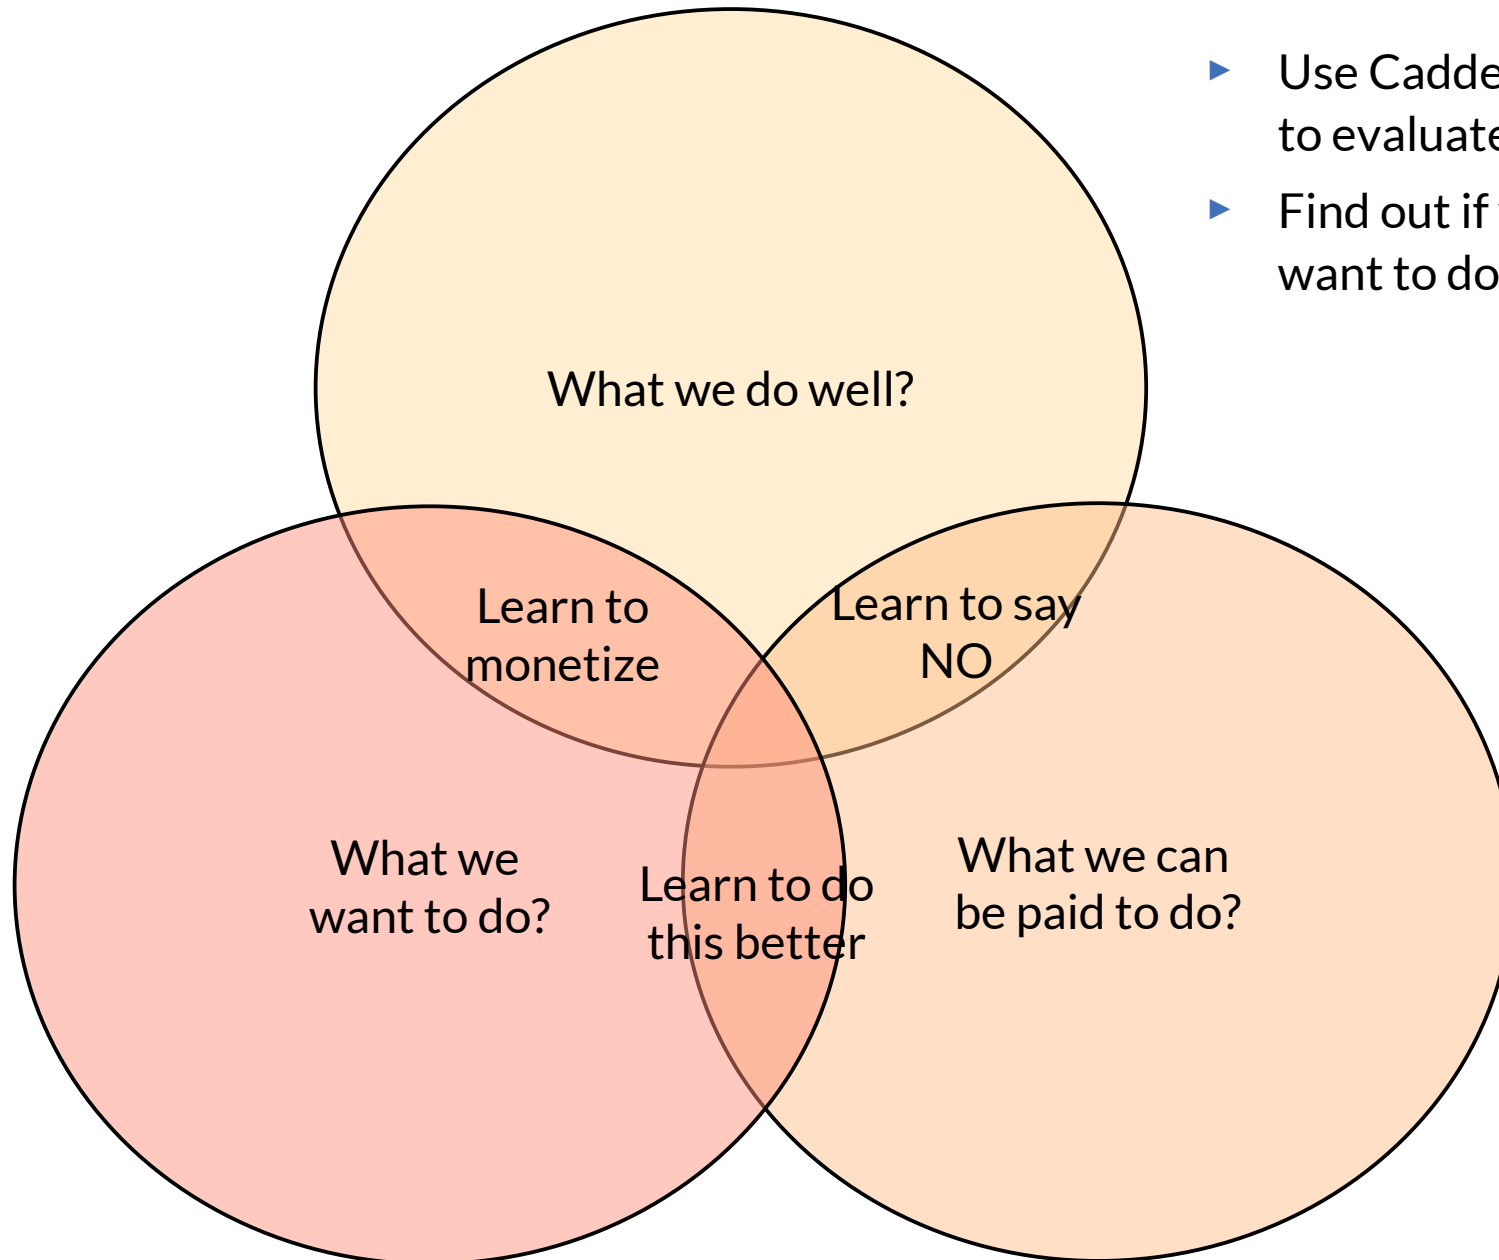 Use Cadde
to evaluate
Find out if
want to do
What we do well?
Learn to
monetize
Learn to say
NO
What we
want to do?
Learn to do
this better
What we can
be paid to do?